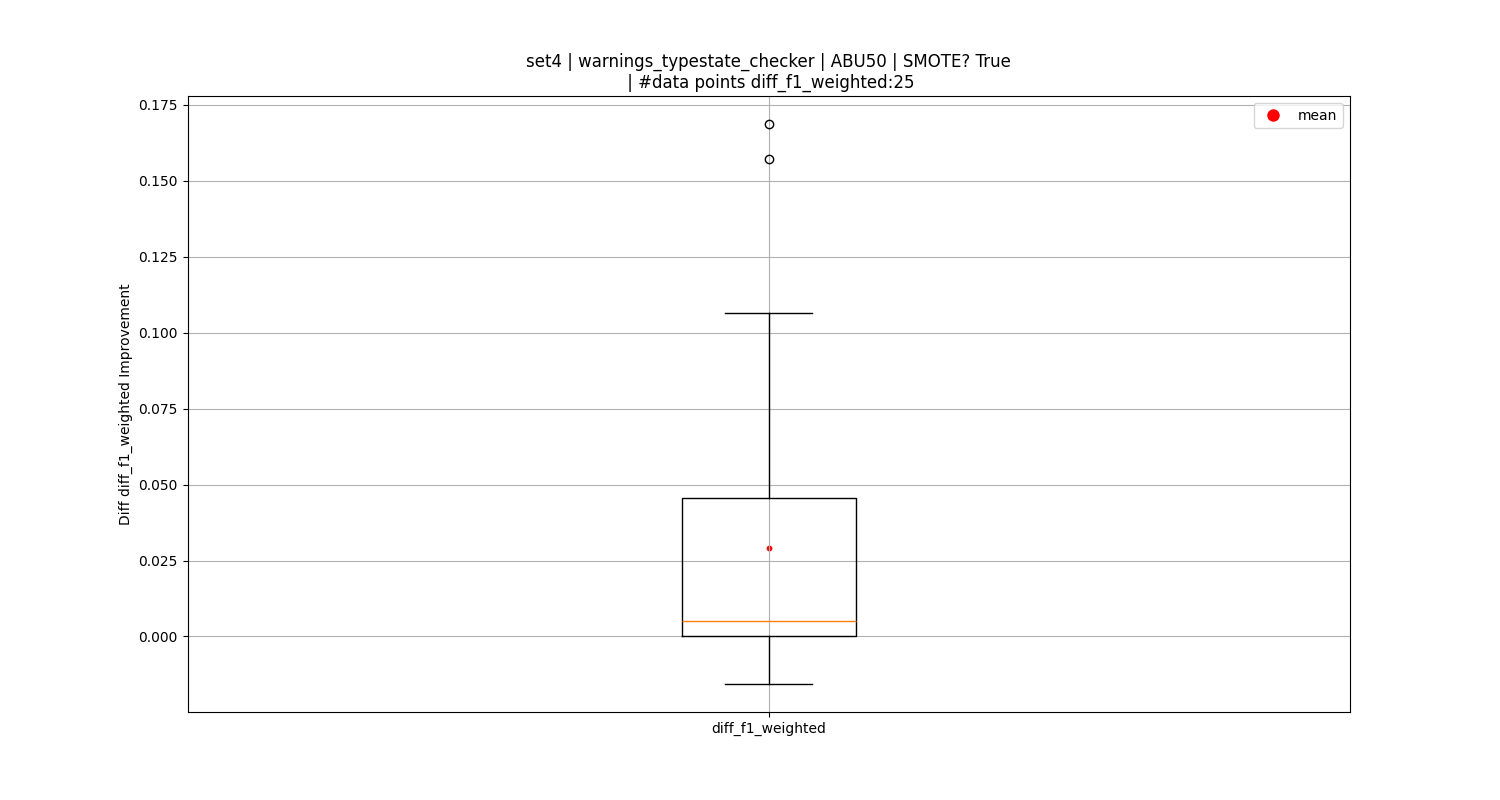 set4 | warnings_typestate_checker | ABU50 | SMOTE? True
| #data points diff_f1_weighted:25
mean
0.175
0.150
0.125
0.100
0.075
0.050
0.025
0.000
Diff diff_f1_weighted Improvement
diff_f1_weighted